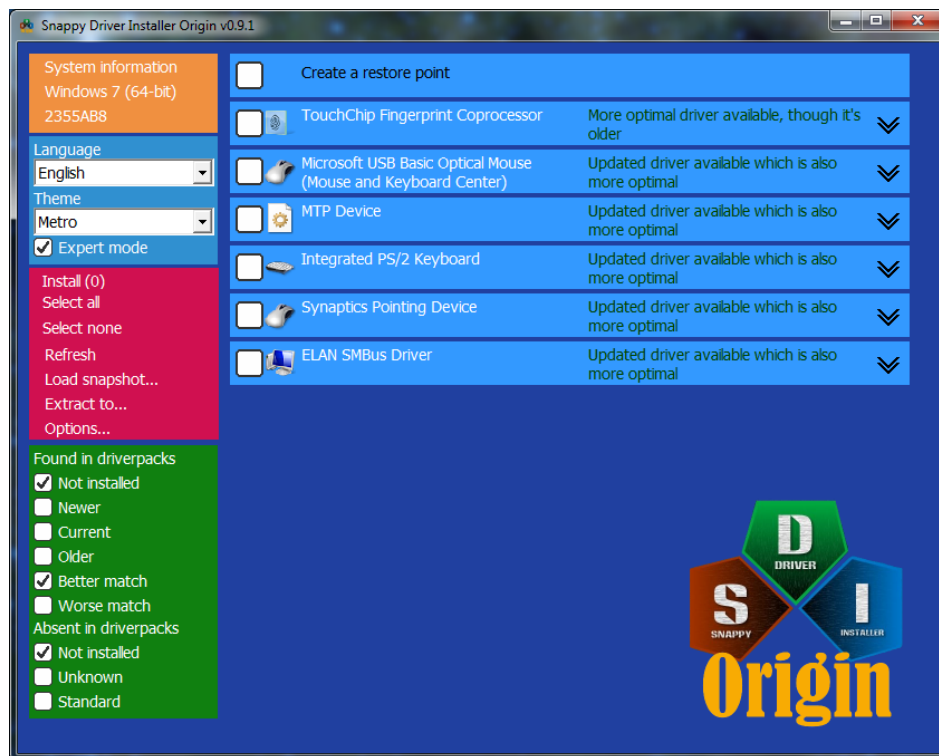 Snappy Driver Installer Origin v0.9.1
System information
Windows 7 (64-bit)
2355AB8
Language
English
Theme
Metro
Expert mode
Install (0)
Select all
Select none
Refresh
Load snapshot...
Extract to...
Options...
Found in driverpacks
Not installed
Newer
Current
Older
Better match
Worse match
Absent in driverpacks
Not installed
Unknown
Standard
Create a restore point
TouchChip Fingerprint Coprocessor
More optimal driver available, though it's
older
Microsoft USB Basic Optical Mouse
(Mouse and Keyboard Center)
Updated driver available which is also
more optimal
MTP Device
Updated driver available which is also
more optimal
Integrated PS/2 Keyboard
Updated driver available which is also
more optimal
Synaptics Pointing Device
Updated driver available which is also
more optimal
ELAN SMBus Driver
Updated driver available which is also
more optimal
D
DRIVER
S
SNAPPY
I
INSTALLER
Origin